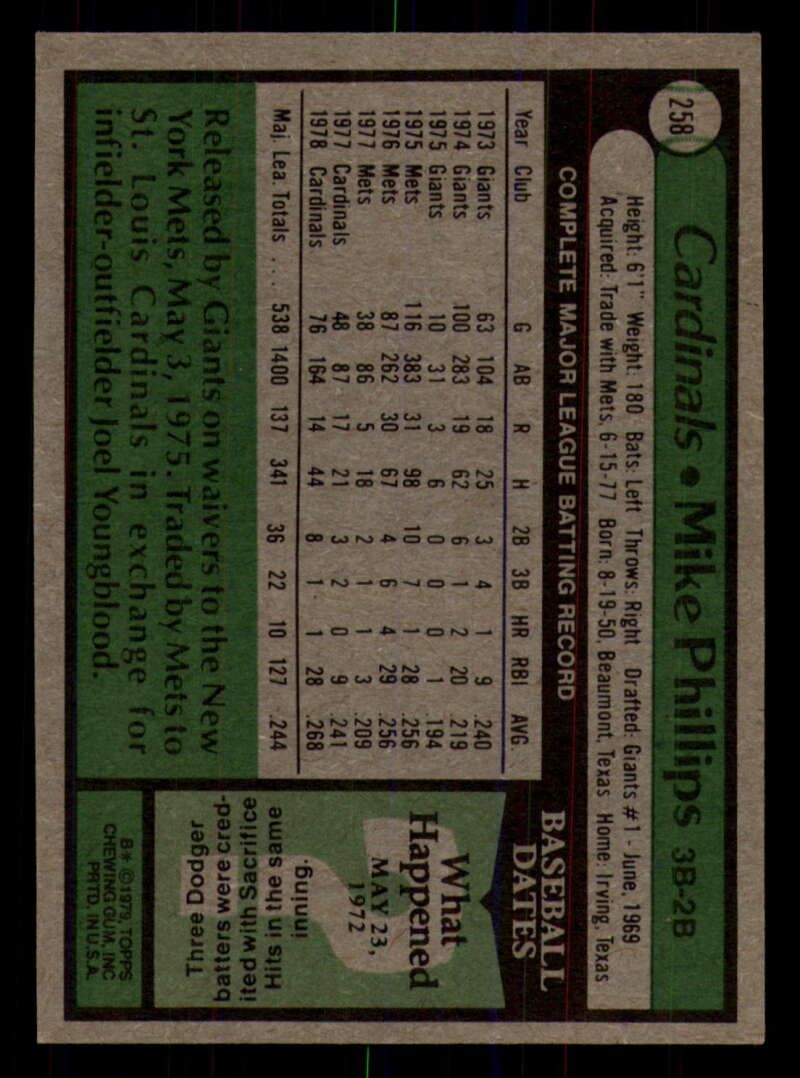 258
Cardinals • Mike Phillips 3B-2B
Height: 6'1" Weight: 180 Bats: Left Throws: Right Drafted: Giants #1 - June, 1969
Acquired: Trade with Mets, 6-15-77 Born: 8-19-50, Beaumont, Texas Home: Irving, Texas
COMPLETE MAJOR LEAGUE BATTING RECORD
Year Club G AB R H 2B 3B HR RBI AVG.
1973 Giants 63 104 18 25 3 4 1 9 .240
1974 Giants 100 283 19 62 6 1 2 20 .219
1975 Giants 10 31 3 6 0 0 0 1 .194
1975 Mets 116 383 31 98 10 7 1 28 .256
1976 Mets 87 262 30 67 4 6 4 29 .256
1977 Mets 38 86 5 18 2 1 1 3 .209
1977 Cardinals 48 87 17 21 3 2 0 9 .241
1978 Cardinals 76 164 14 44 8 1 1 28 .268
Maj. Lea. Totals . . . . 538 1400 137 341 36 22 10 127 .244
Released by Giants on waivers to the New
York Mets, May 3, 1975. Traded by Mets to
St. Louis Cardinals in exchange for
infielder-outfielder Joel Youngblood.
BASEBALL
DATES
What
Happened
MAY 23,
1972
Three Dodger
batters were cred-
ited with Sacrifice
Hits in the same
inning.
B* © 1979, TOPPS
CHEWING GUM, INC
PRTD. IN U.S.A.